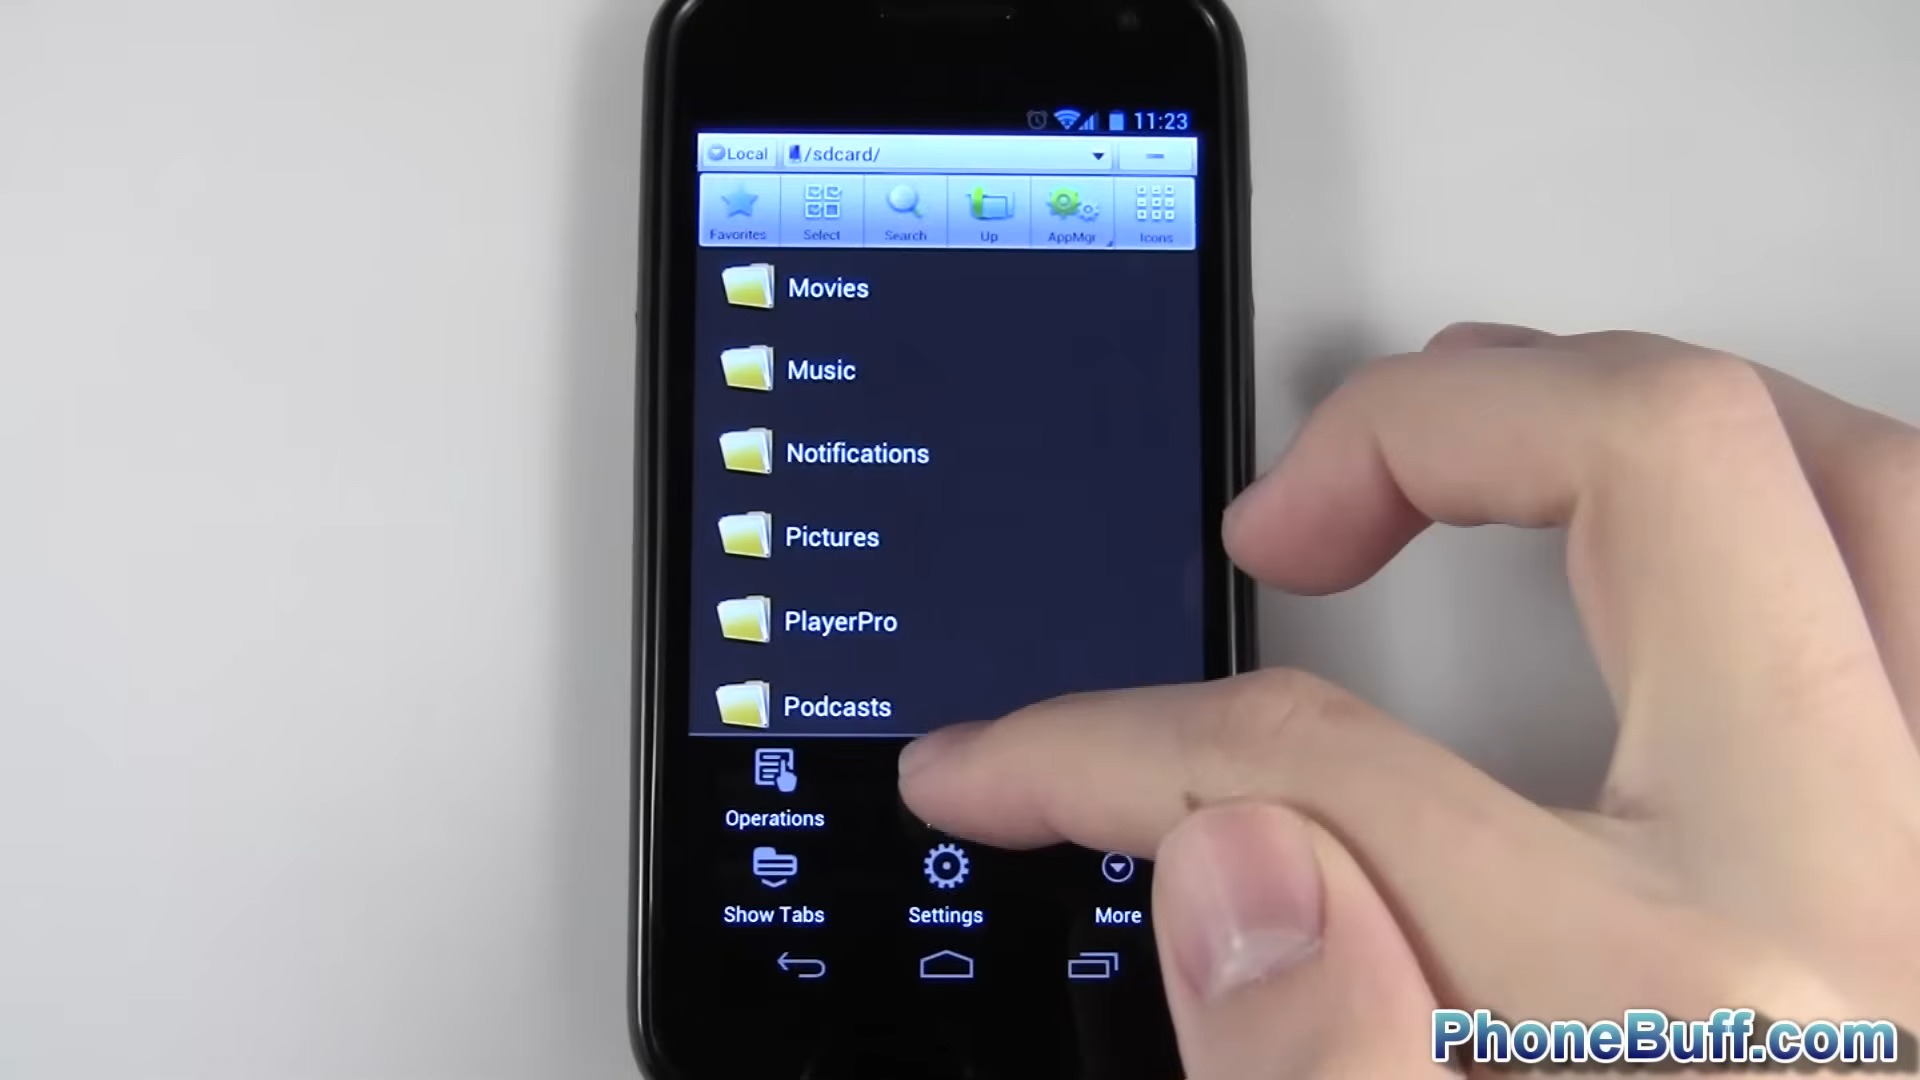 11:23
Local /sdcard/
Favorites Select Search Up AppMgr Icons
Movies
Music
Notifications
Pictures
PlayerPro
Podcasts
Operations
Show Tabs Settings More
PhoneBuff.com